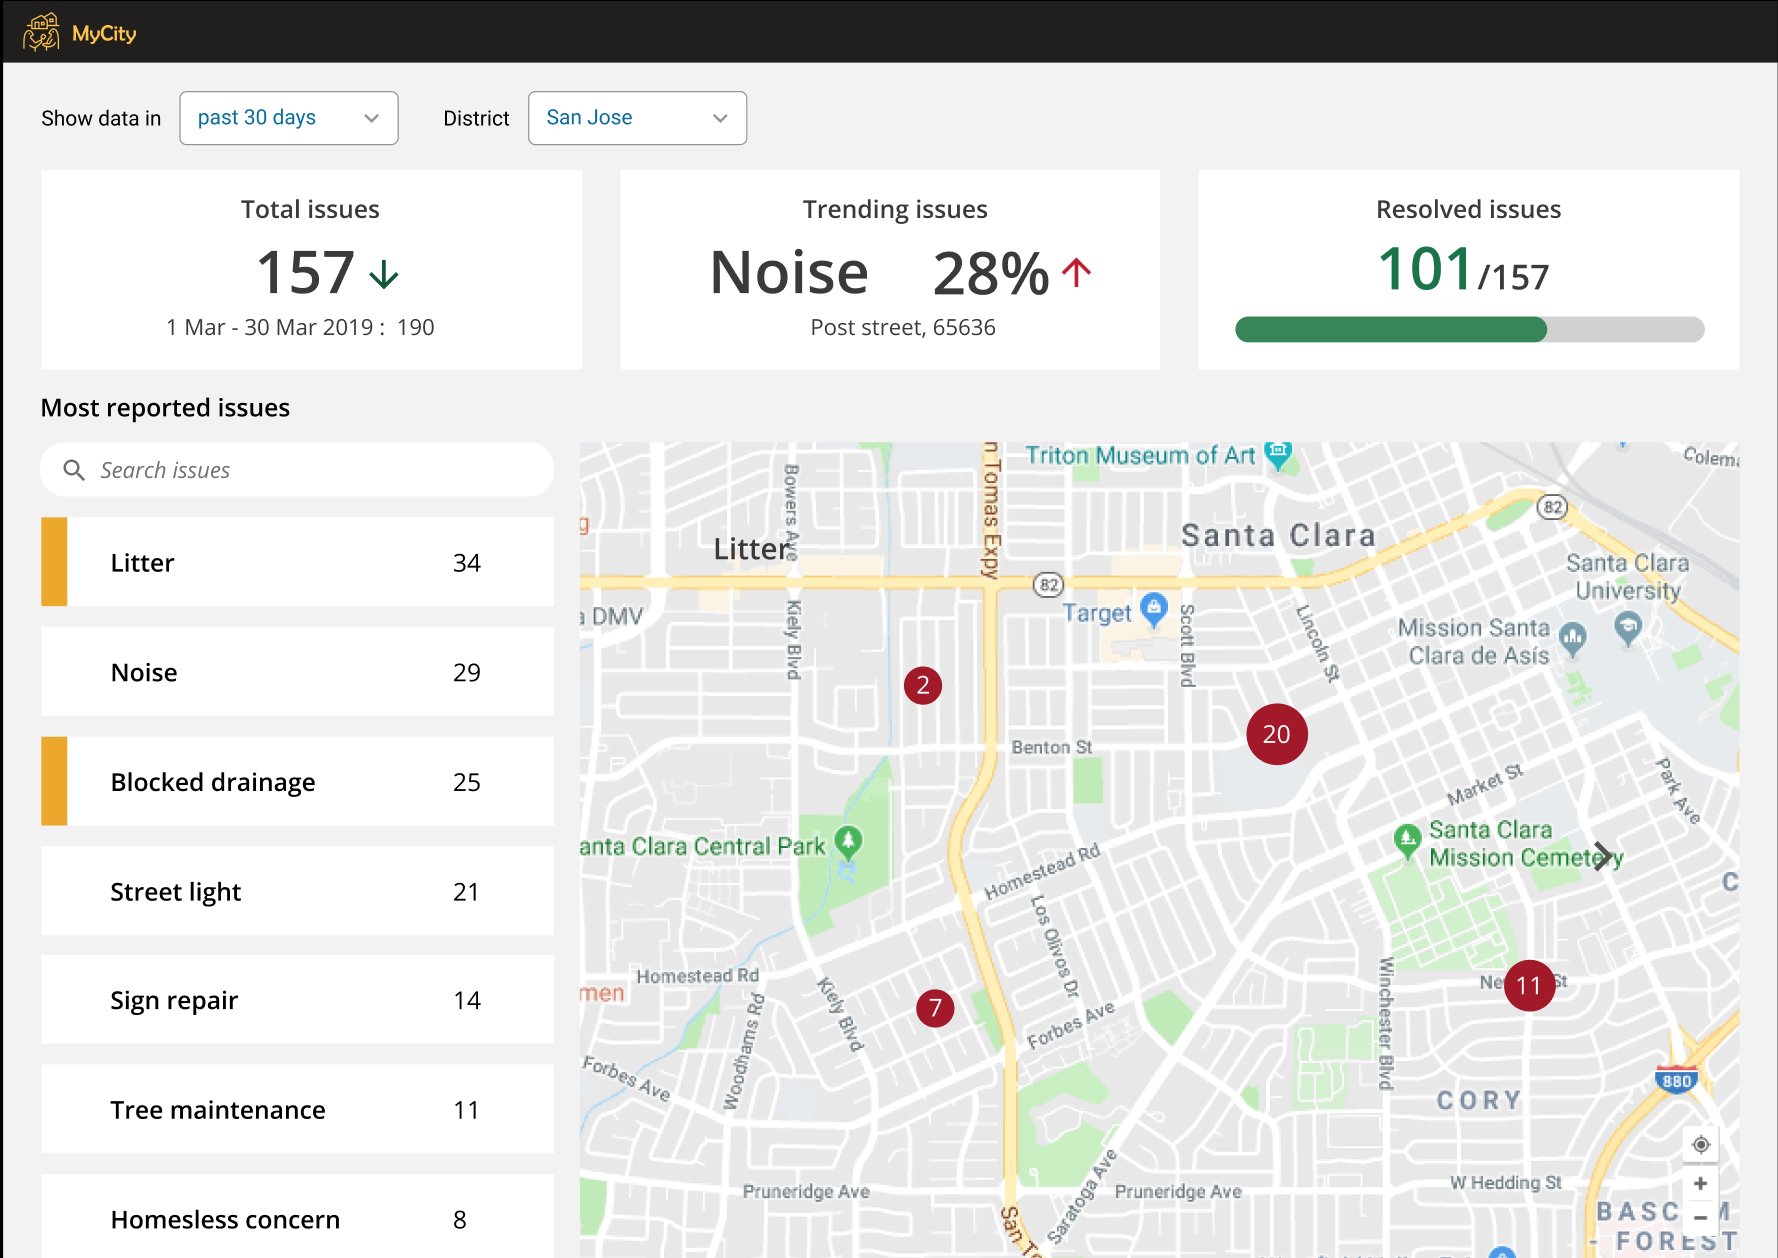 MyCity
Show data in past 30 days District San Jose
Total issues
157
1 Mar - 30 Mar 2019 : 190
Trending issues
Noise 28%
Post street, 65636
Resolved issues
101/157
Most reported issues
Search issues
Litter 34
Noise 29
Blocked drainage 25
Street light 21
Sign repair 14
Tree maintenance 11
Homesless concern 8
Litter
Triton Museum of Art
Bowers Ave
n Tomas Expy
Colema
82
Santa Clara
Santa Clara
University
82
Target
a DMV
Kiely Blvd
Scott Blvd
Lincoln St
Mission Santa
Clara de Asís
2
20
Benton St
Market St
Park Ave
anta Clara Central Park
Santa Clara
Mission Cemetery
C
Homestead Rd
Los Olivos Dr
Homestead Rd
men
Kiely Blvd
Woodhams Rd
7
Forbes Ave
Forbes Ave
Winchester Blvd
11
St
880
CORY
Saratoga Ave
Pruneridge Ave
Pruneridge Ave
W Hedding St
San To
BASC M
- FOREST